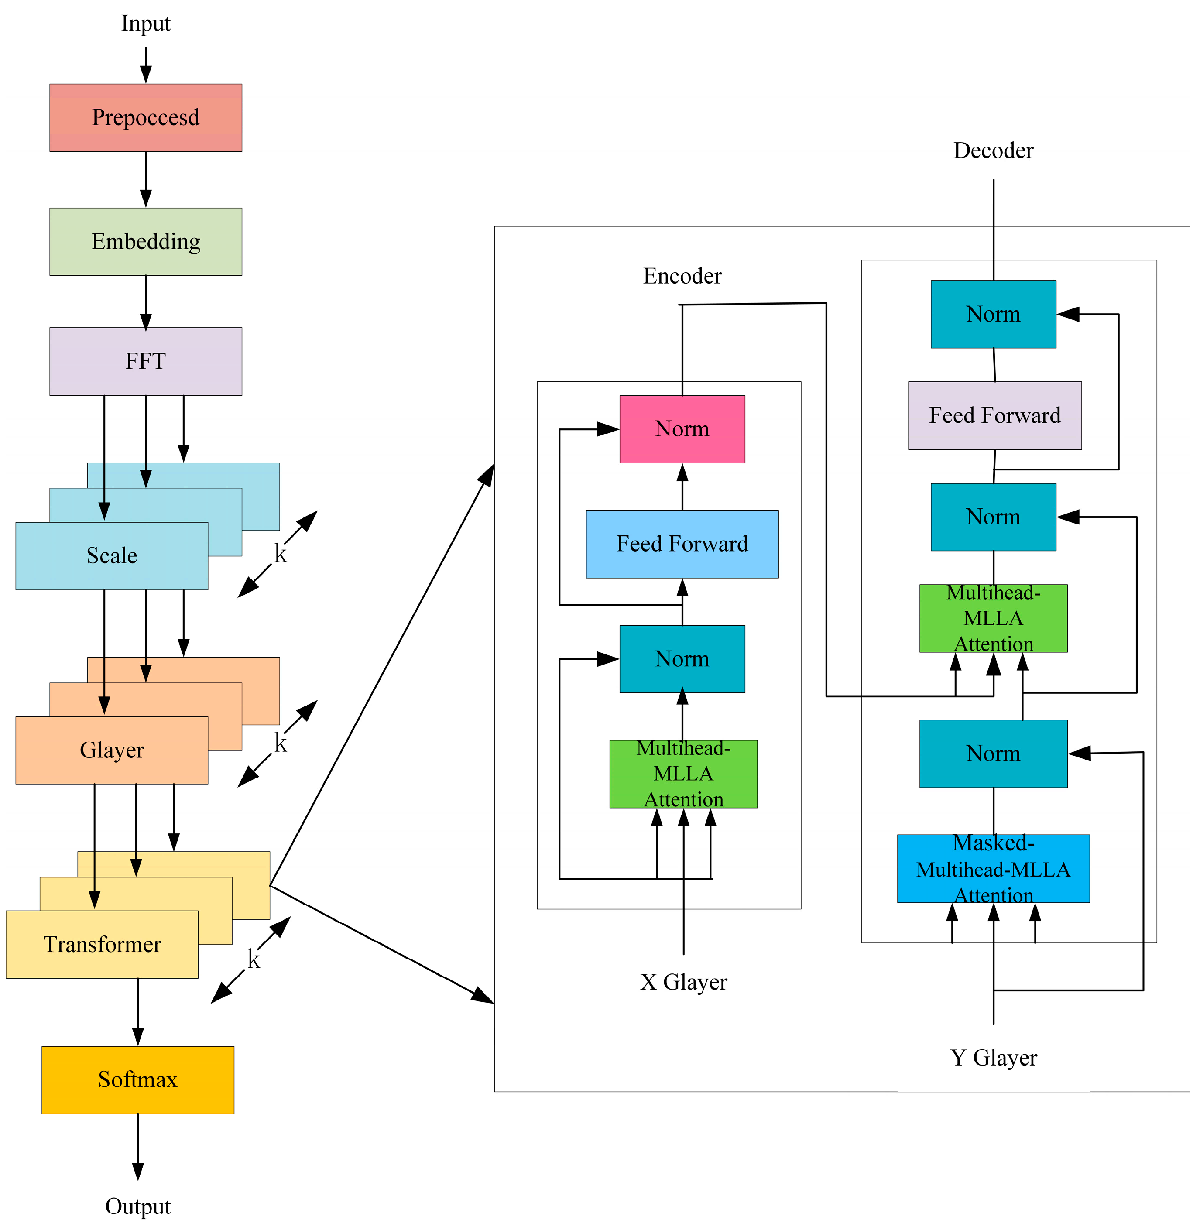 Input
Prepoccesd
Embedding
FFT
Scale
k
Glayer
k
Transformer
k
Softmax
Output
Encoder
Norm
Feed Forward
Norm
Multihead-
MLLA
Attention
X Glayer
Decoder
Norm
Feed Forward
Norm
Multihead-
MLLA
Attention
Norm
Masked-
Multihead-MLLA
Attention
Y Glayer